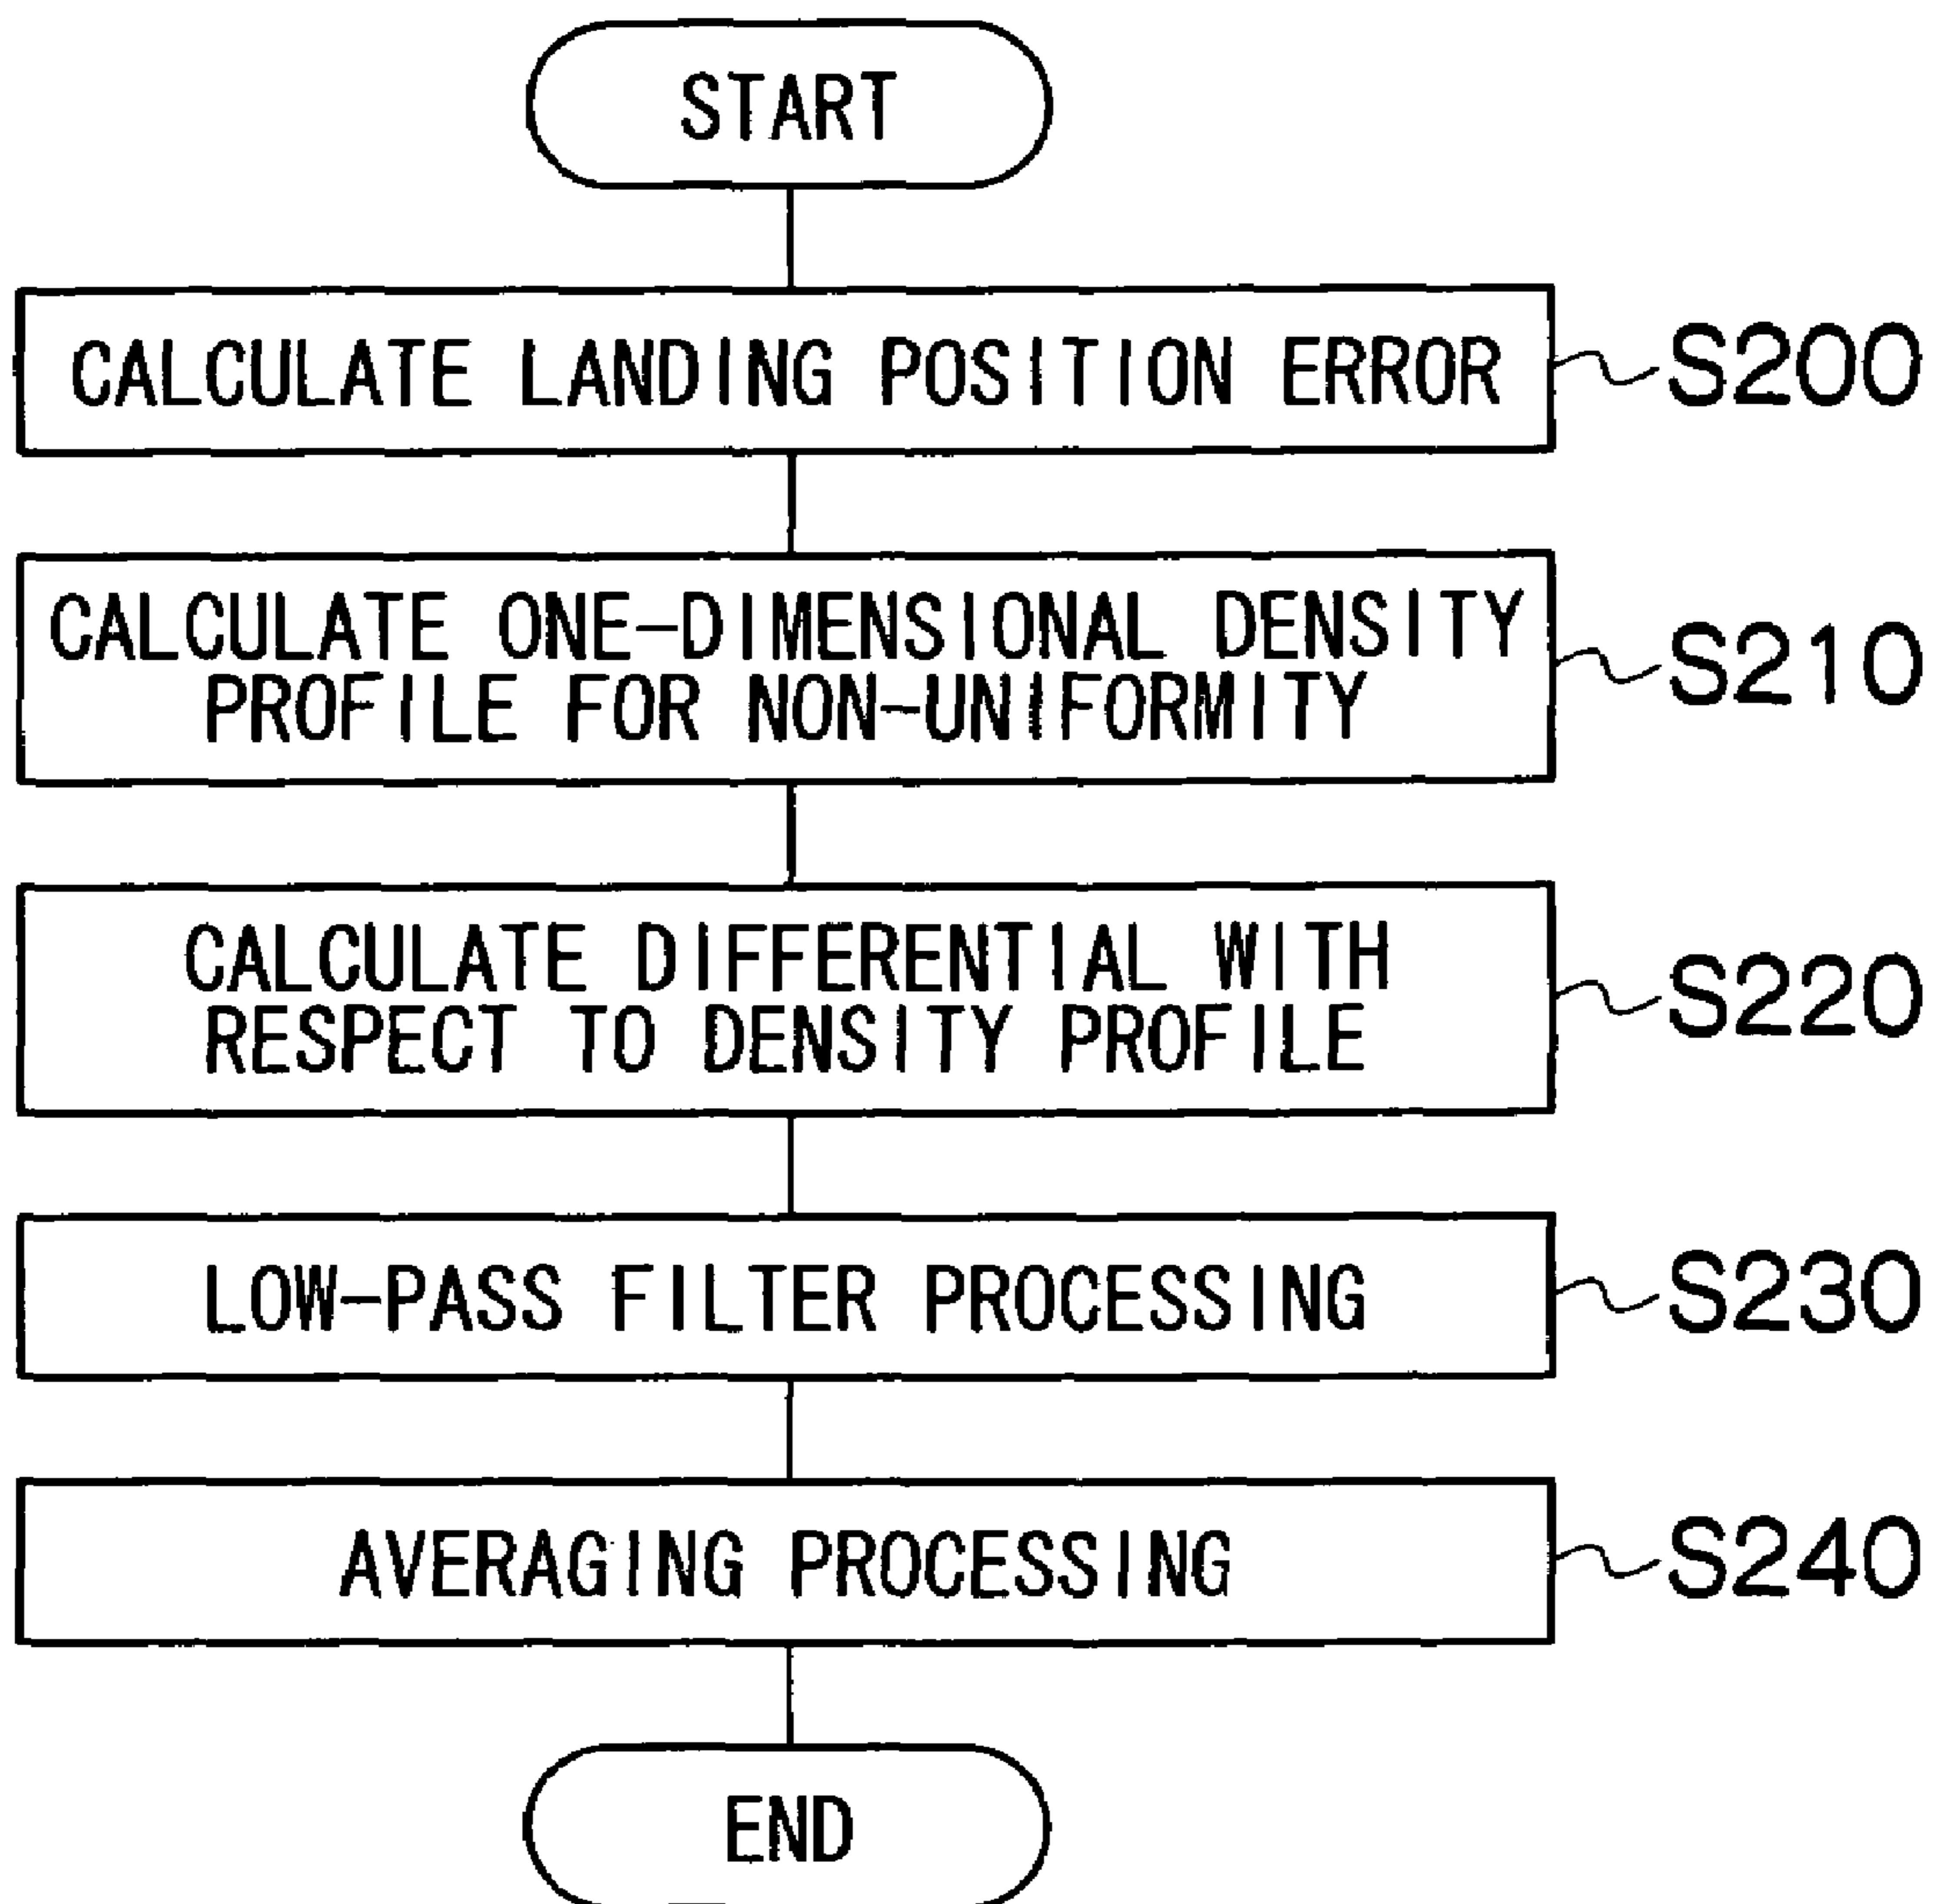 START
CALCULATE LANDING POSITION ERROR
S200
CALCULATE ONE-DIMENSIONAL DENSITY
PROFILE FOR NON-UNIFORMITY
S210
CALCULATE DIFFERENTIAL WITH
RESPECT TO DENSITY PROFILE
S220
LOW-PASS FILTER PROCESSING
S230
AVERAGING PROCESSING
S240
END